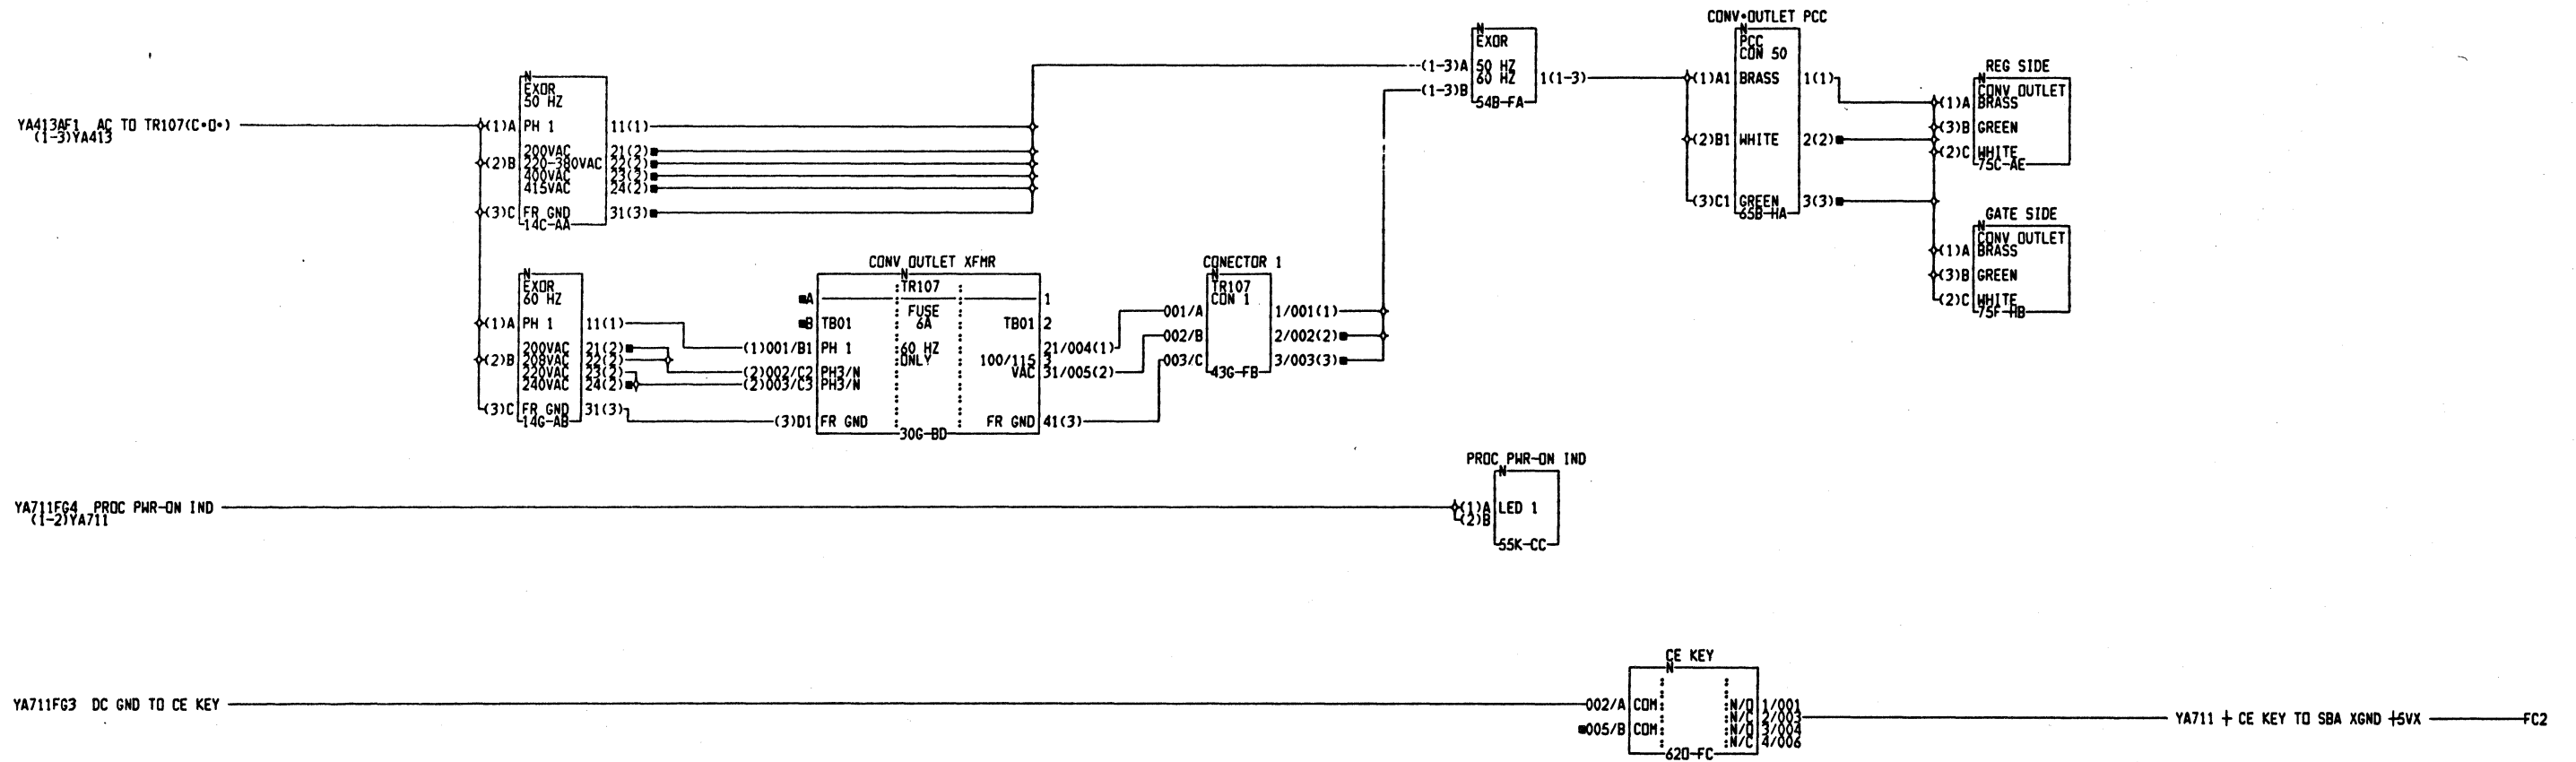 YA413AF1 AC TO TR107(C•O•)
(1-3)YA413
N
EXOR
50 HZ
(1)A PH 1 11(1)
200VAC 21(2)
(2)B 220-380VAC 22(2)
400VAC 23(2)
415VAC 24(2)
(3)C FR GND 31(3)
14C-AA
N
EXOR
60 HZ
(1)A PH 1 11(1)
200VAC 21(2)
(2)B 208VAC 22(2)
220VAC 23(2)
240VAC 24(2)
(3)C FR GND 31(3)
14G-AB
CONV OUTLET XFMR
N
TR107
A 1
FUSE
B TB01 6A TB01 2
(1)001/B1 PH 1 60 HZ 21/004(1)
ONLY 100/115 3
(2)002/C2 PH3/N VAC 31/005(2)
(2)003/C3 PH3/N
(3)D1 FR GND FR GND 41(3)
30G-BD
CONECTOR 1
N
TR107
CON 1
001/A 1/001(1)
002/B 2/002(2)
003/C 3/003(3)
43G-FB
N
EXOR
(1-3)A 50 HZ
60 HZ 1(1-3)
(1-3)B
54B-FA
CONV•OUTLET PCC
N
PCC
CON 50
(1)A1 BRASS 1(1)
(2)B1 WHITE 2(2)
(3)C1 GREEN 3(3)
65B-HA
REG SIDE
N
CONV OUTLET
(1)A BRASS
(3)B GREEN
(2)C WHITE
75C-AE
GATE SIDE
N
CONV OUTLET
(1)A BRASS
(3)B GREEN
(2)C WHITE
75F-HB
YA711FG4 PROC PWR-ON IND
(1-2)YA711
PROC PWR-ON IND
N
(1)A LED 1
(2)B
55K-CC
YA711FG3 DC GND TO CE KEY
CE KEY
N
002/A COM N/O 1/001
N/C 2/003
005/B COM N/O 3/004
N/C 4/006
62O-FC
YA711 + CE KEY TO SBA XGND +5VX FC2